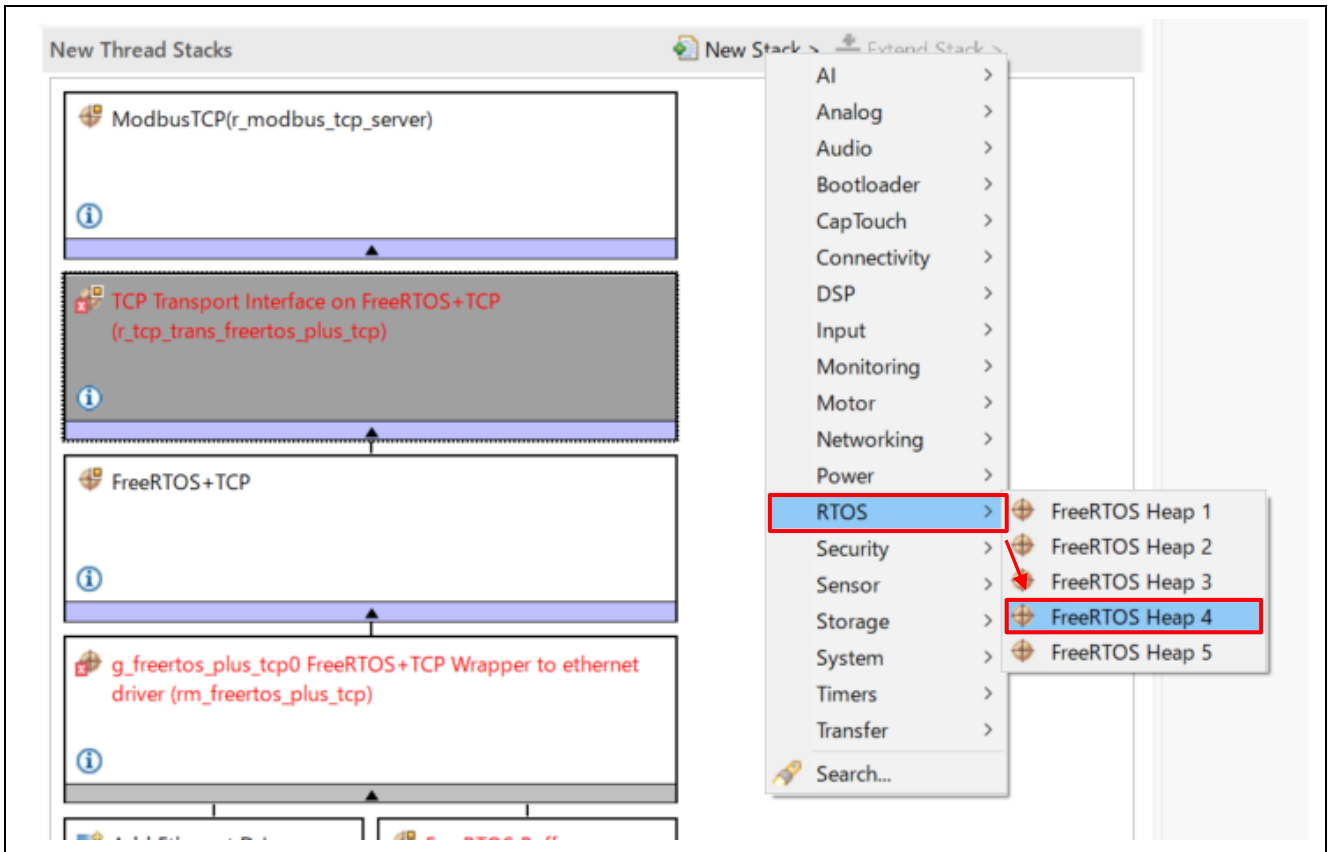 New Thread Stacks
New Stack >
Extend Stack >
ModbusTCP(r_modbus_tcp_server)
TCP Transport Interface on FreeRTOS+TCP
(r_tcp_trans_freertos_plus_tcp)
FreeRTOS+TCP
g_freertos_plus_tcp0 FreeRTOS+TCP Wrapper to ethernet
driver (rm_freertos_plus_tcp)
AI
Analog
Audio
Bootloader
CapTouch
Connectivity
DSP
Input
Monitoring
Motor
Networking
Power
RTOS
Security
Sensor
Storage
System
Timers
Transfer
Search...
FreeRTOS Heap 1
FreeRTOS Heap 2
FreeRTOS Heap 3
FreeRTOS Heap 4
FreeRTOS Heap 5